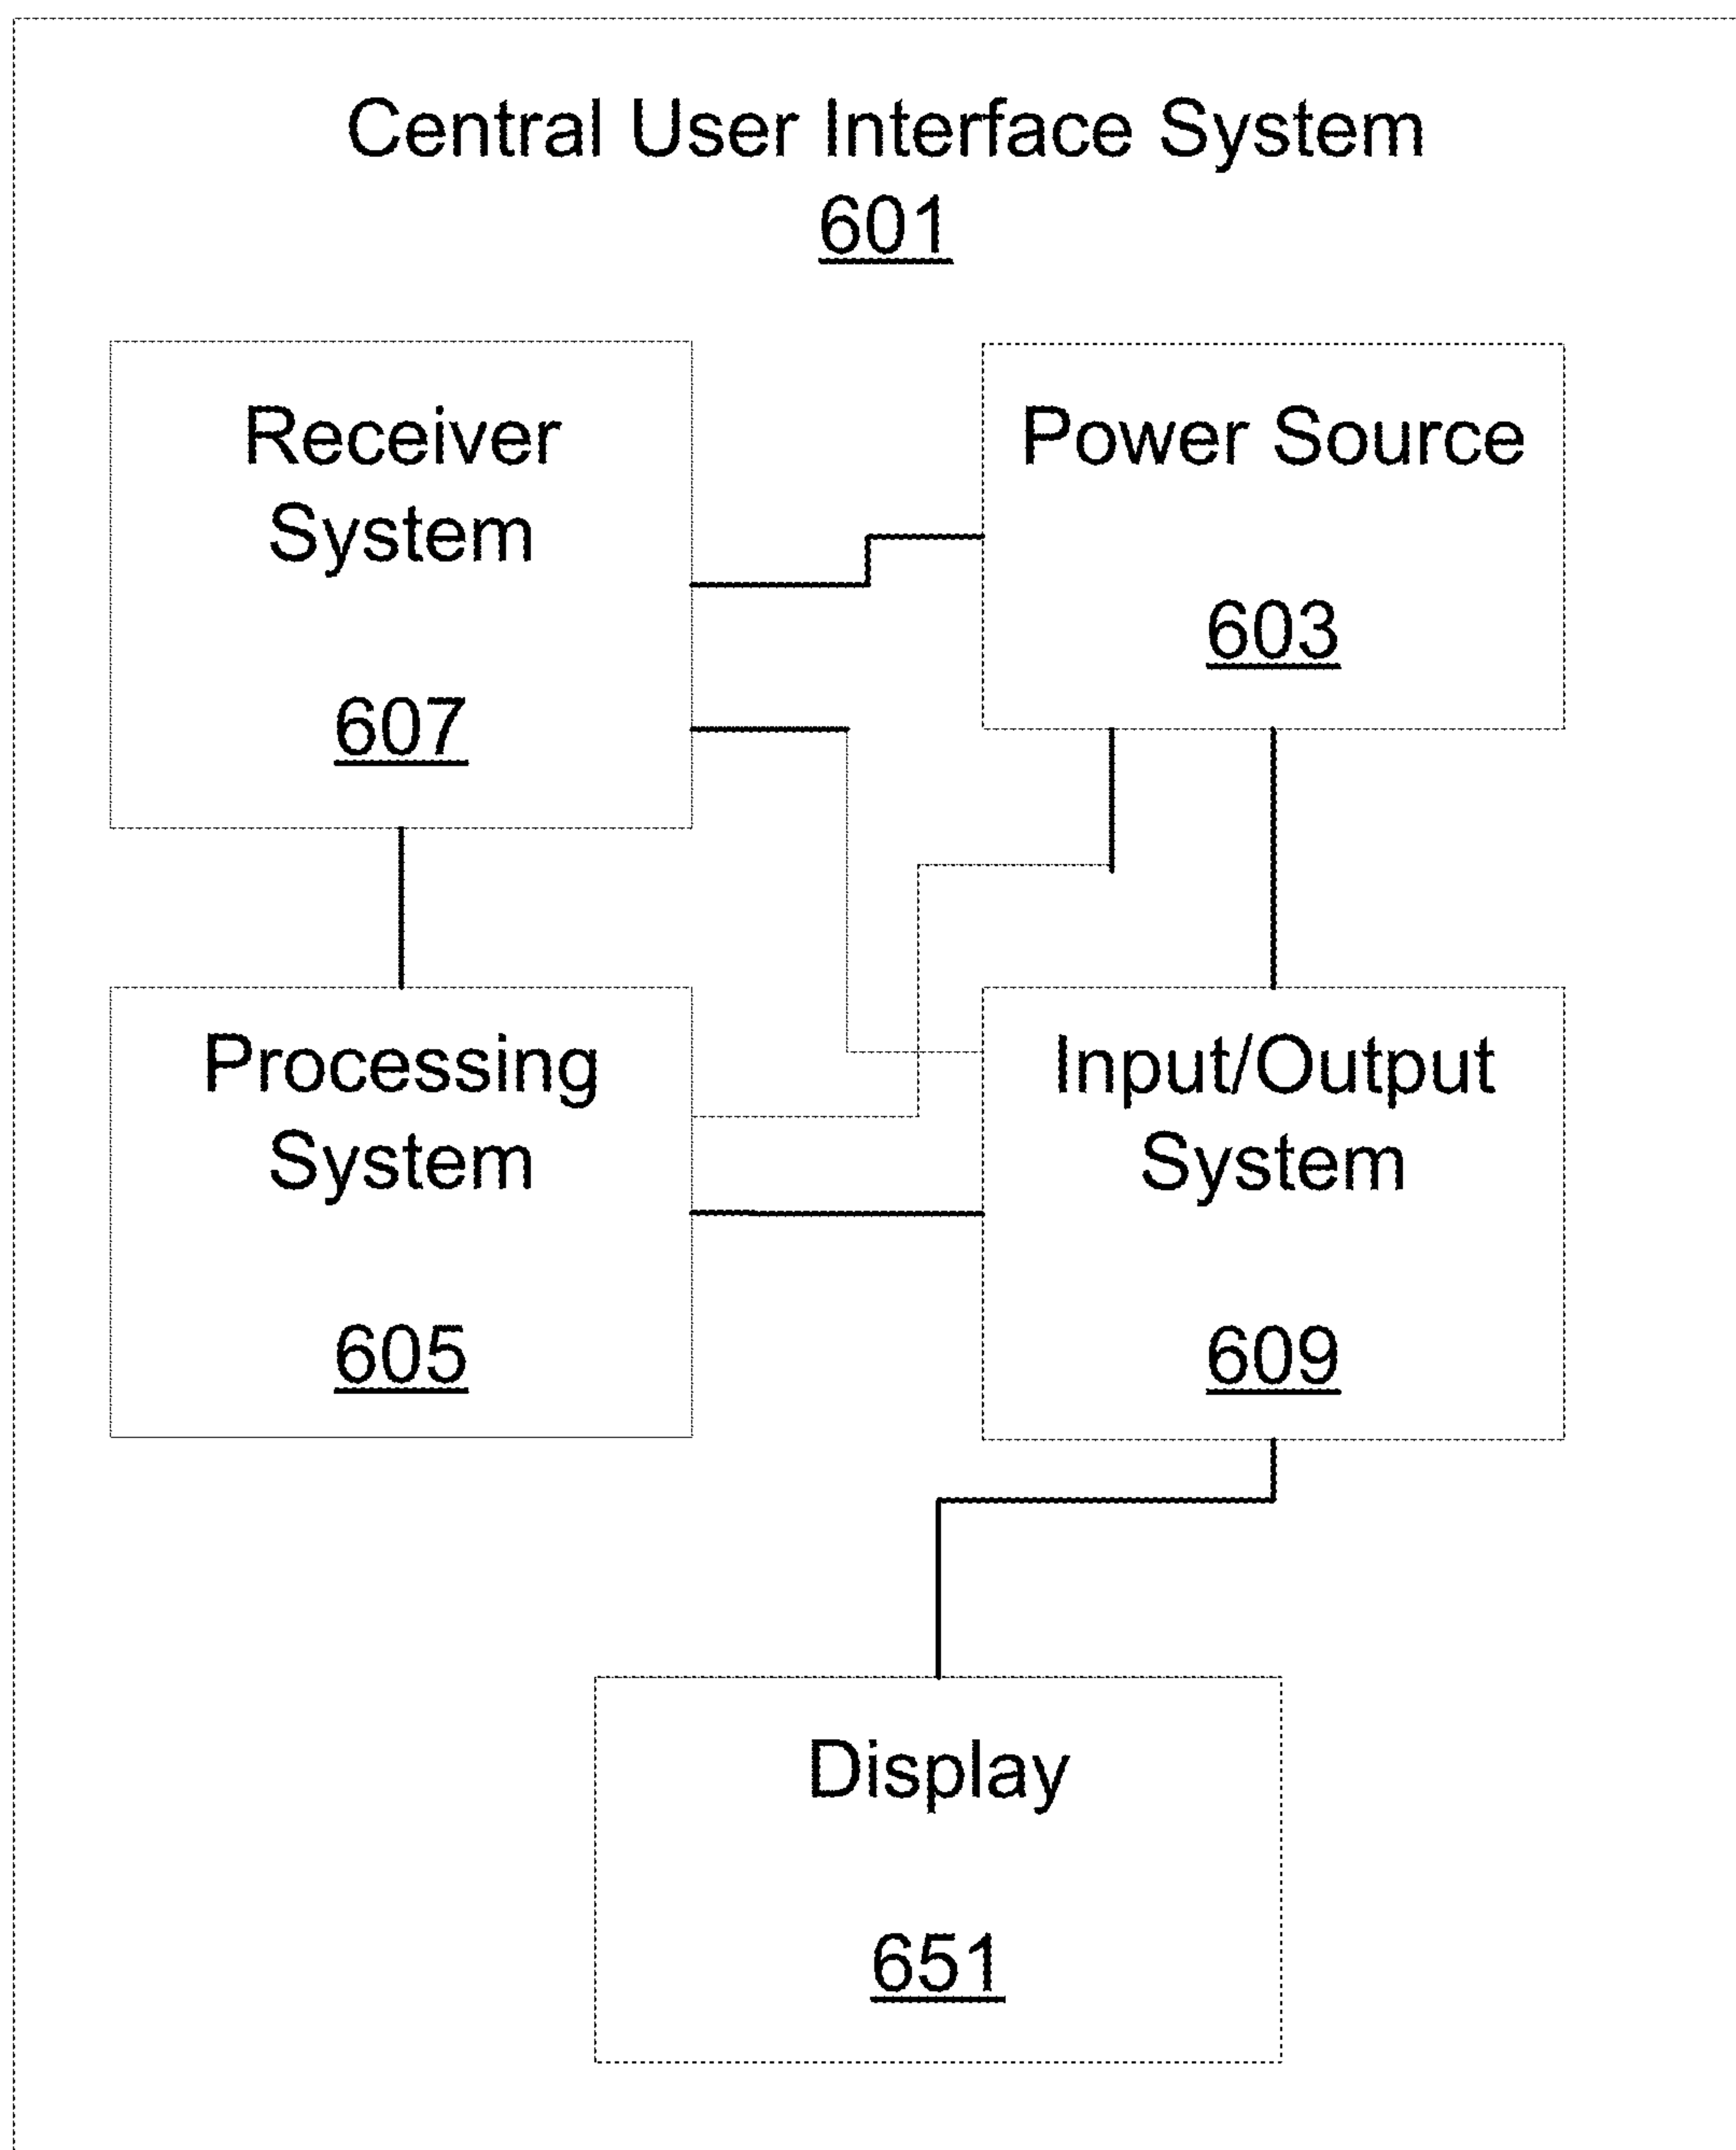 Central User Interface System
601
Receiver
System
607
Power Source
603
Processing
System
605
Input/Output
System
609
Display
651